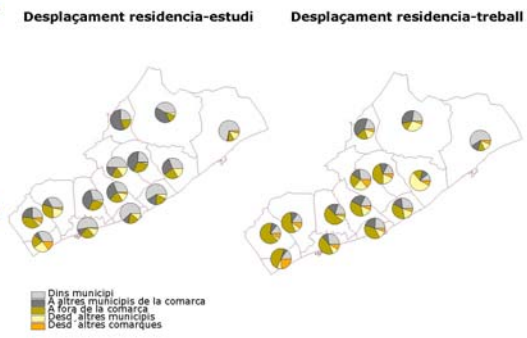 Desplaçament residencia-estudi
Desplaçament residencia-treball
Dins municipi
A altres municipis de la comarca
A fora de la comarca
Desd´altres municipis
Desd´altres comarques